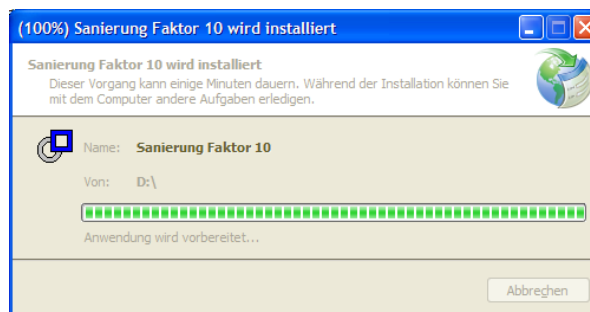 (100%) Sanierung Faktor 10 wird installiert
Sanierung Faktor 10 wird installiert
Dieser Vorgang kann einige Minuten dauern. Während der Installation können Sie
mit dem Computer andere Aufgaben erledigen.
Name: Sanierung Faktor 10
Von: D:\
Anwendung wird vorbereitet...
Abbrechen